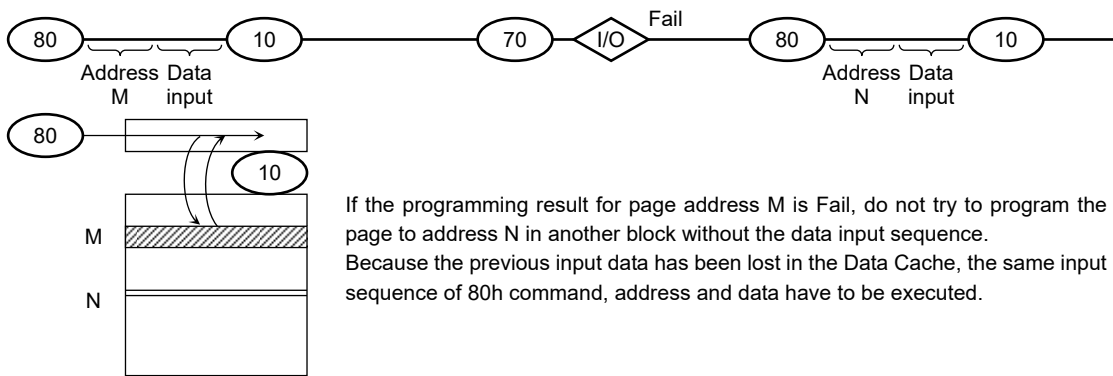 80 10 70 I/O Fail 80 10
Address Data Address Data
M input N input
80
10
M
N
If the programming result for page address M is Fail, do not try to program the
page to address N in another block without the data input sequence.
Because the previous input data has been lost in the Data Cache, the same input
sequence of 80h command, address and data have to be executed.